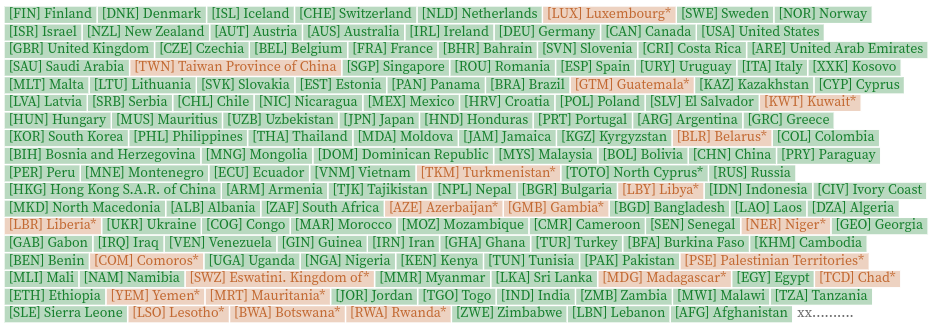 [FIN] Finland [DNK] Denmark [ISL] Iceland [CHE] Switzerland [NLD] Netherlands [LUX] Luxembourg* [SWE] Sweden [NOR] Norway
[ISR] Israel [NZL] New Zealand [AUT] Austria [AUS] Australia [IRL] Ireland [DEU] Germany [CAN] Canada [USA] United States
[GBR] United Kingdom [CZE] Czechia [BEL] Belgium [FRA] France [BHR] Bahrain [SVN] Slovenia [CRI] Costa Rica [ARE] United Arab Emirates
[SAU] Saudi Arabia [TWN] Taiwan Province of China [SGP] Singapore [ROU] Romania [ESP] Spain [URY] Uruguay [ITA] Italy [XXK] Kosovo
[MLT] Malta [LTU] Lithuania [SVK] Slovakia [EST] Estonia [PAN] Panama [BRA] Brazil [GTM] Guatemala* [KAZ] Kazakhstan [CYP] Cyprus
[LVA] Latvia [SRB] Serbia [CHL] Chile [NIC] Nicaragua [MEX] Mexico [HRV] Croatia [POL] Poland [SLV] El Salvador [KWT] Kuwait*
[HUN] Hungary [MUS] Mauritius [UZB] Uzbekistan [JPN] Japan [HND] Honduras [PRT] Portugal [ARG] Argentina [GRC] Greece
[KOR] South Korea [PHL] Philippines [THA] Thailand [MDA] Moldova [JAM] Jamaica [KGZ] Kyrgyzstan [BLR] Belarus* [COL] Colombia
[BIH] Bosnia and Herzegovina [MNG] Mongolia [DOM] Dominican Republic [MYS] Malaysia [BOL] Bolivia [CHN] China [PRY] Paraguay
[PER] Peru [MNE] Montenegro [ECU] Ecuador [VNM] Vietnam [TKM] Turkmenistan* [TOTO] North Cyprus* [RUS] Russia
[HKG] Hong Kong S.A.R. of China [ARM] Armenia [TJK] Tajikistan [NPL] Nepal [BGR] Bulgaria [LBY] Libya* [IDN] Indonesia [CIV] Ivory Coast
[MKD] North Macedonia [ALB] Albania [ZAF] South Africa [AZE] Azerbaijan* [GMB] Gambia* [BGD] Bangladesh [LAO] Laos [DZA] Algeria
[LBR] Liberia* [UKR] Ukraine [COG] Congo [MAR] Morocco [MOZ] Mozambique [CMR] Cameroon [SEN] Senegal [NER] Niger* [GEO] Georgia
[GAB] Gabon [IRQ] Iraq [VEN] Venezuela [GIN] Guinea [IRN] Iran [GHA] Ghana [TUR] Turkey [BFA] Burkina Faso [KHM] Cambodia
[BEN] Benin [COM] Comoros* [UGA] Uganda [NGA] Nigeria [KEN] Kenya [TUN] Tunisia [PAK] Pakistan [PSE] Palestinian Territories*
[MLI] Mali [NAM] Namibia [SWZ] Eswatini. Kingdom of* [MMR] Myanmar [LKA] Sri Lanka [MDG] Madagascar* [EGY] Egypt [TCD] Chad*
[ETH] Ethiopia [YEM] Yemen* [MRT] Mauritania* [JOR] Jordan [TGO] Togo [IND] India [ZMB] Zambia [MWI] Malawi [TZA] Tanzania
[SLE] Sierra Leone [LSO] Lesotho* [BWA] Botswana* [RWA] Rwanda* [ZWE] Zimbabwe [LBN] Lebanon [AFG] Afghanistan xx..........